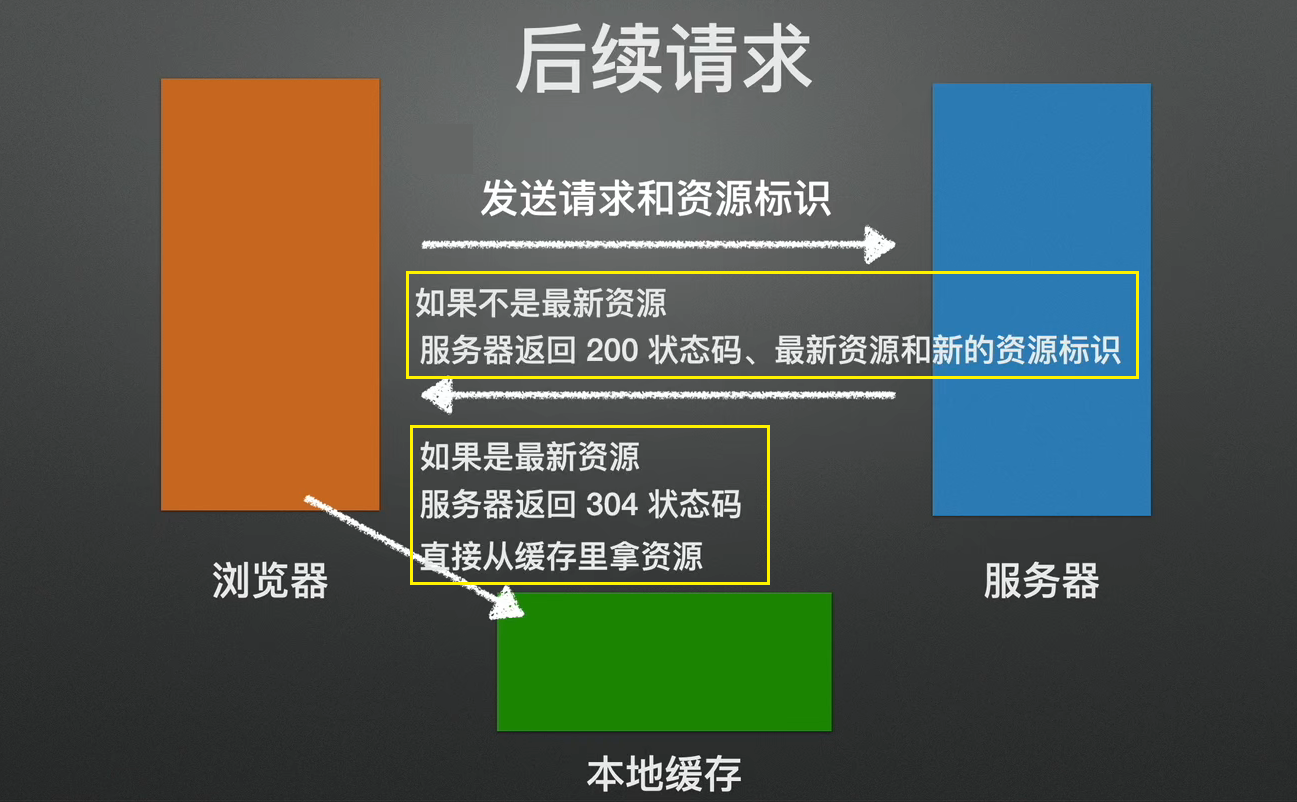 后续请求
发送请求和资源标识
如果不是最新资源
服务器返回 200 状态码、最新资源和新的资源标识
如果是最新资源
服务器返回 304 状态码
直接从缓存里拿资源
浏览器
服务器
本地缓存